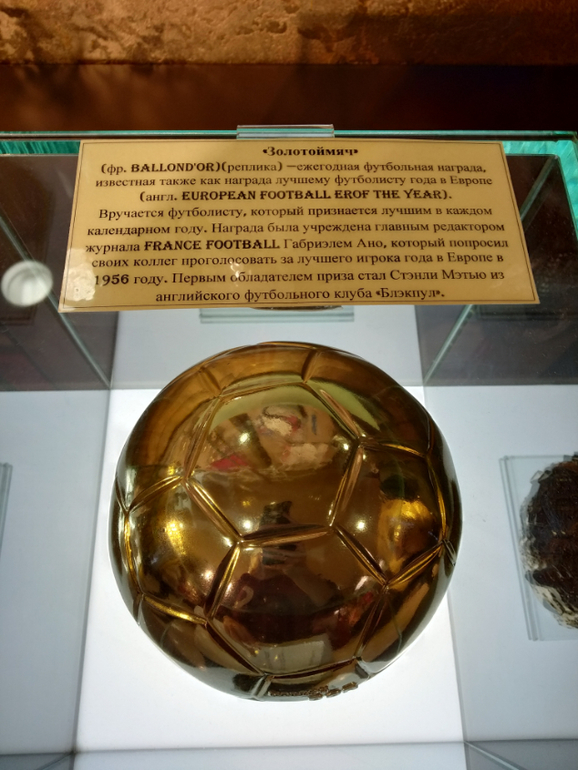 «Золотоймяч»
(фр. BALLOND'OR)(реплика) –ежегодная футбольная награда,
известная также как награда лучшему футболисту года в Европе
(англ. EUROPEAN FOOTBALL EROF THE YEAR).
Вручается футболисту, который признается лучшим в каждом
календарном году. Награда была учреждена главным редактором
журнала FRANCE FOOTBALL Габриэлем Ано, который попросил
своих коллег проголосовать за лучшего игрока года в Европе в
1956 году. Первым обладателем приза стал Стэнли Мэтью из
английского футбольного клуба «Блэкпул».